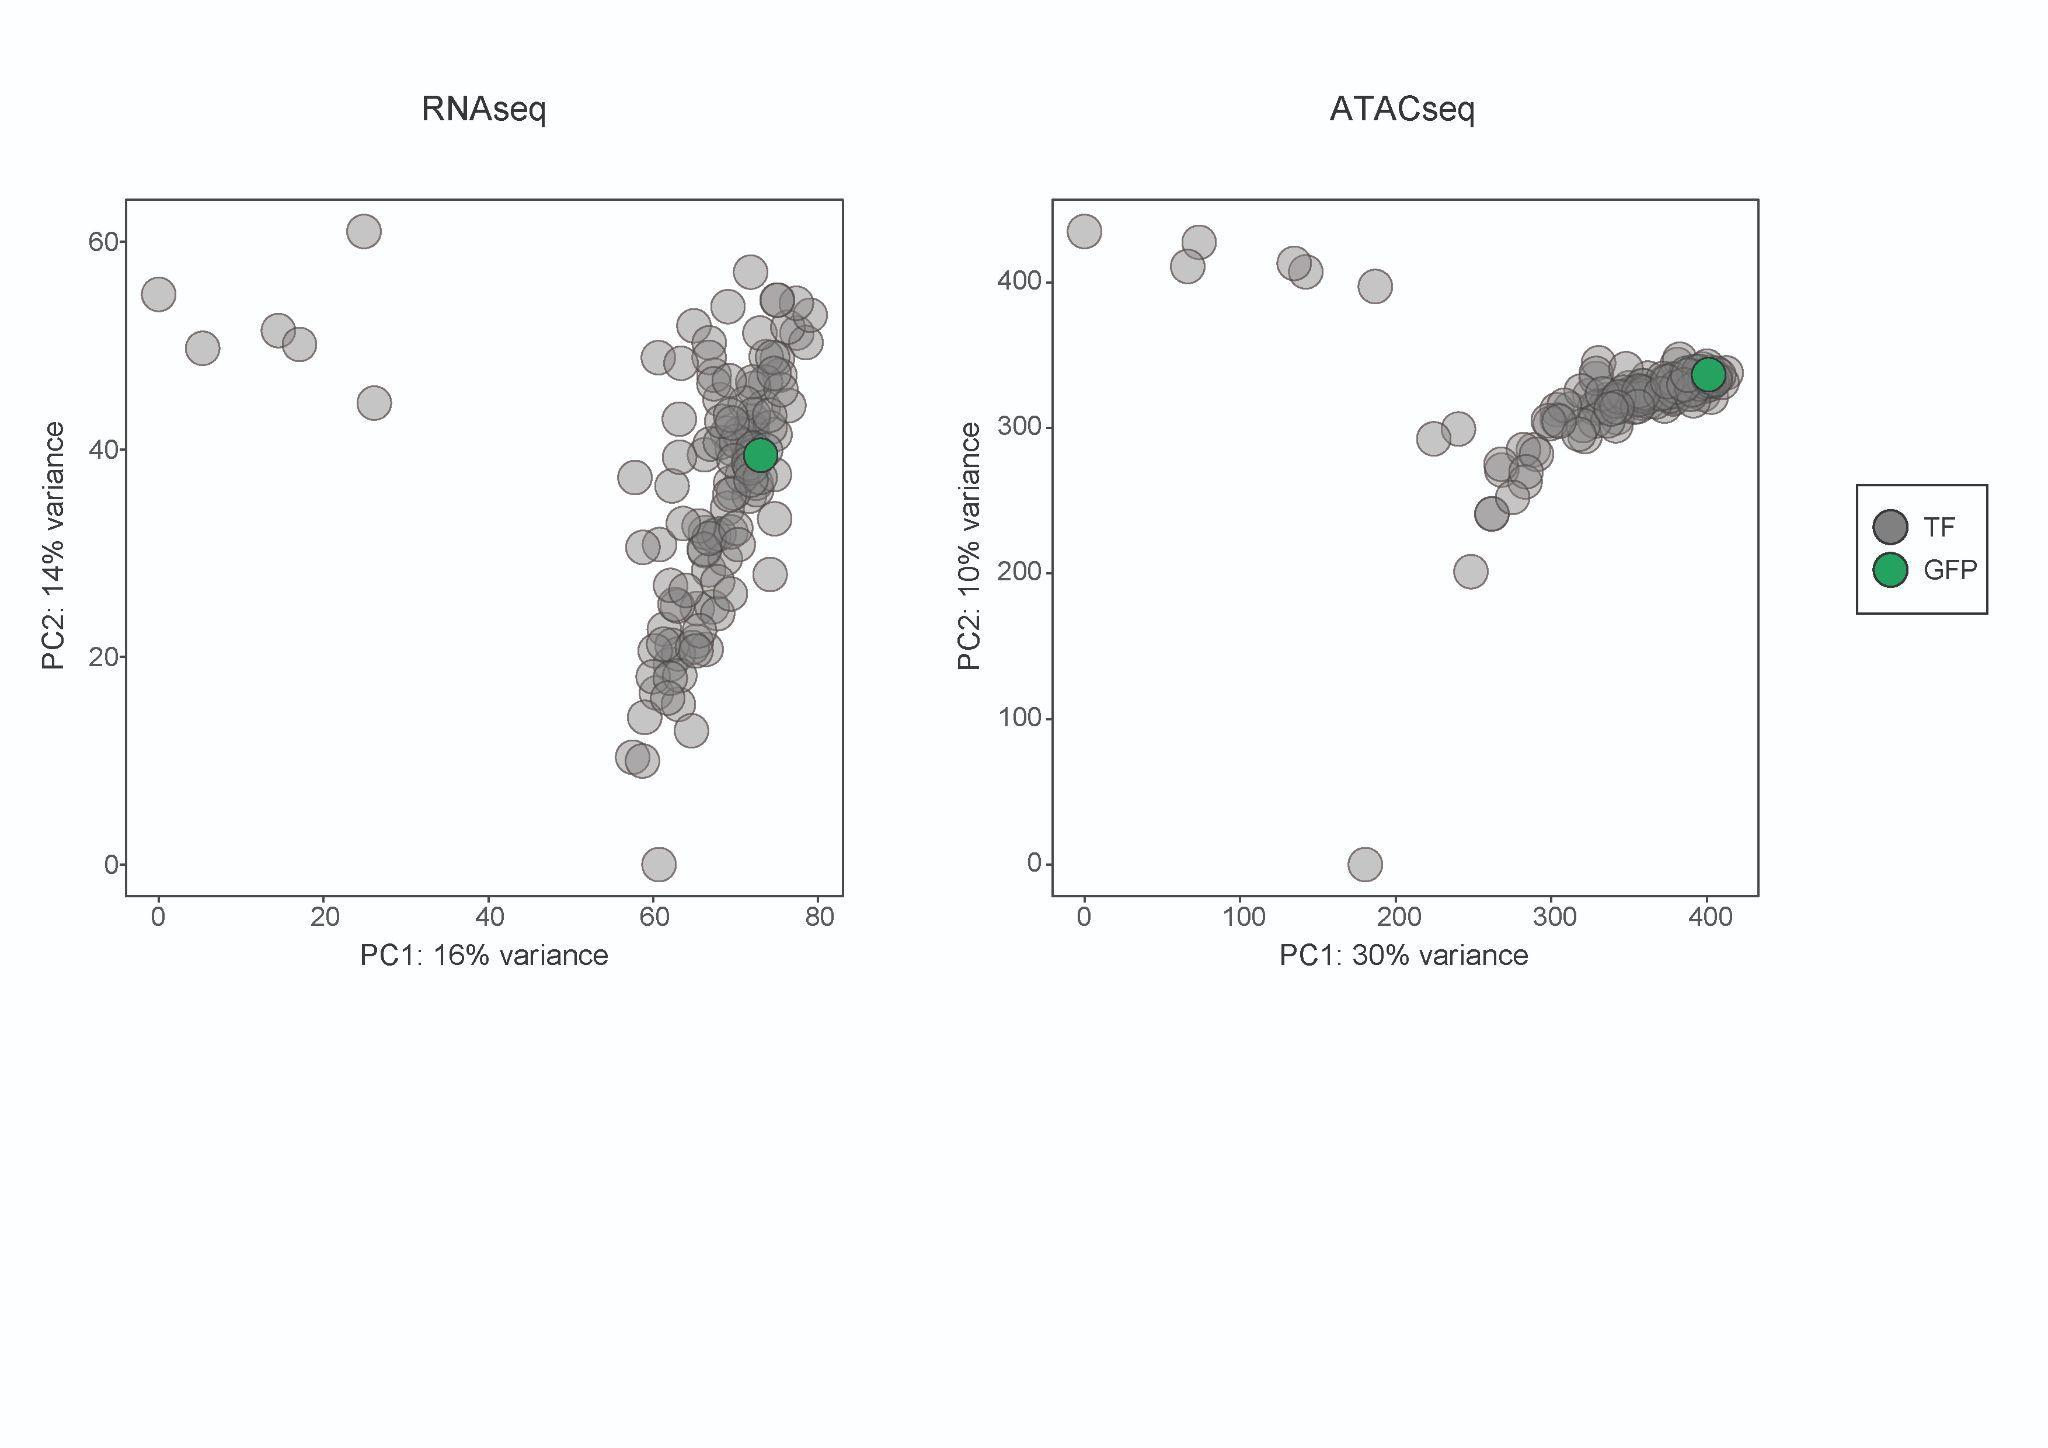 RNAseq
PC2: 14% variance
60
40
20
0
0 20 40 60 80
PC1: 16% variance
ATACseq
PC2: 10% variance
400
300
200
100
0
0 100 200 300 400
PC1: 30% variance
TF
GFP